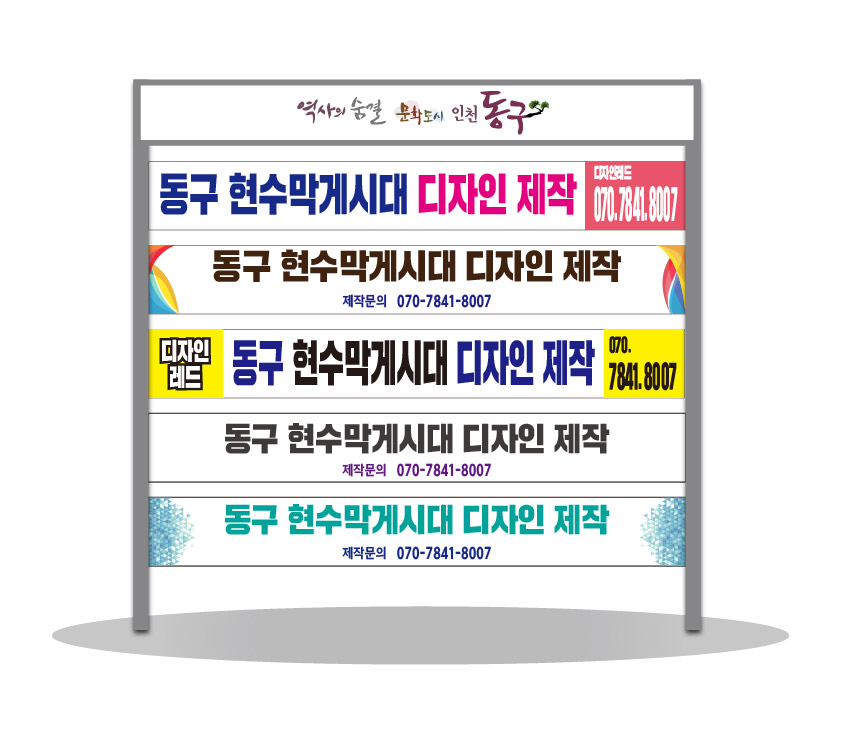 역사의 숨결 문화도시 인천 동구
동구 현수막게시대 디자인 제작
디자인레드
070.7841.8007
동구 현수막게시대 디자인 제작
제작문의 070-7841-8007
디자인
레드
동구 현수막게시대 디자인 제작
070.
7841.8007
동구 현수막게시대 디자인 제작
제작문의 070-7841-8007
동구 현수막게시대 디자인 제작
제작문의 070-7841-8007